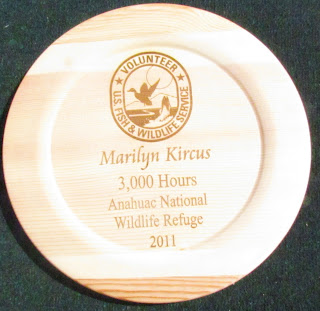 VOLUNTEER
U.S. FISH & WILDLIFE SERVICE
Marilyn Kircus
3,000 Hours
Anahuac National
Wildlife Refuge
2011